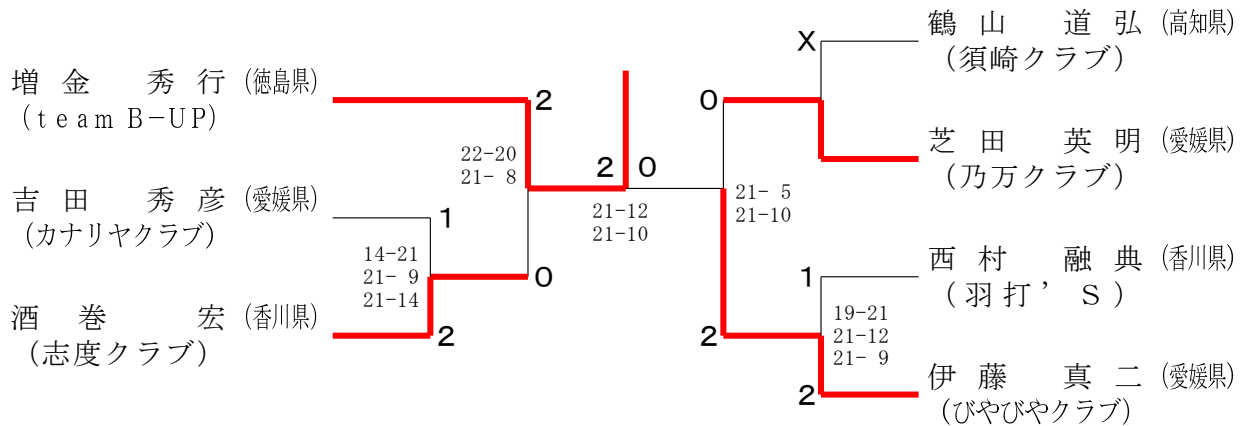 増金 秀行 (徳島県)
(team B-UP)
吉田 秀彦 (愛媛県)
(カナリヤクラブ)
酒巻 宏 (香川県)
(志度クラブ)
2
22-20
21- 8
1
14-21
21- 9
21-14
0
2
2 0
21-12
21-10
X
0
21- 5
21-10
1
2
19-21
21-12
21- 9
2
鶴山 道弘 (高知県)
(須崎クラブ)
芝田 英明 (愛媛県)
(乃万クラブ)
西村 融典 (香川県)
(羽打’S)
伊藤 真二 (愛媛県)
(びやびやクラブ)